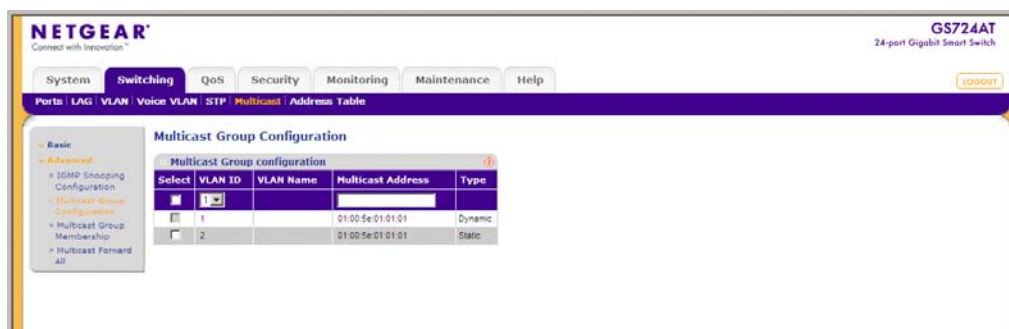 NETGEAR
Connect with Innovation™
GS724AT
24-port Gigabit Smart Switch
System Switching QoS Security Monitoring Maintenance Help
LOGOUT
Ports LAG VLAN Voice VLAN STP Multicast Address Table
Basic
Advanced
IGMP Snooping
Configuration
Multicast Group
Configuration
Multicast Group
Membership
Multicast Forward
All
Multicast Group Configuration
Multicast Group configuration
Select VLAN ID VLAN Name Multicast Address Type
1
1 01:00:5e:01:01:01 Dynamic
2 01:00:5e:01:01:01 Static